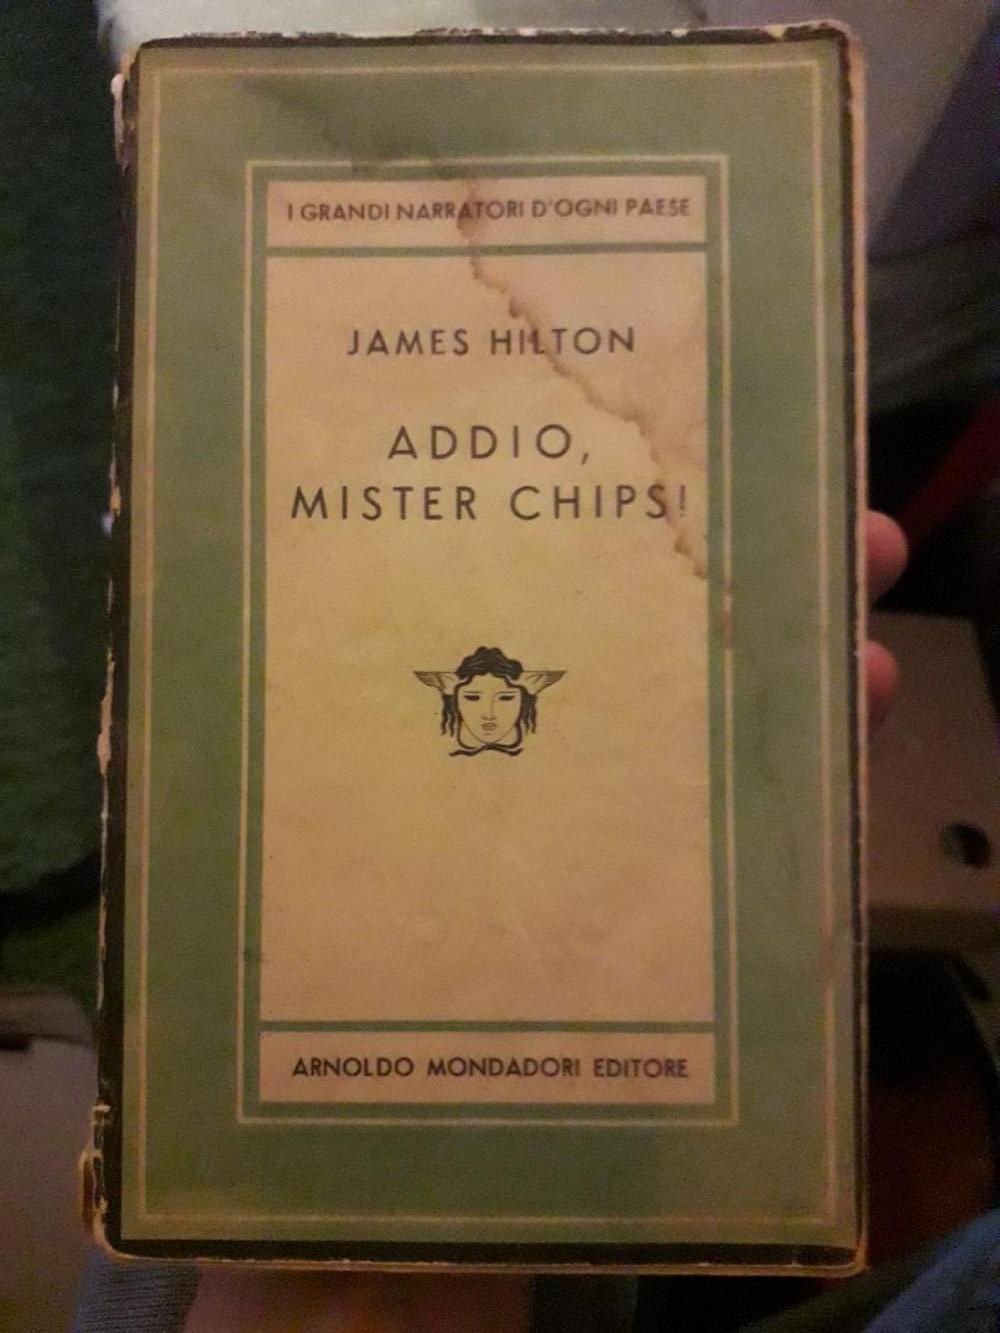 I GRANDI NARRATORI D'OGNI PAESE
JAMES HILTON
ADDIO,
MISTER CHIPS!
ARNOLDO MONDADORI EDITORE